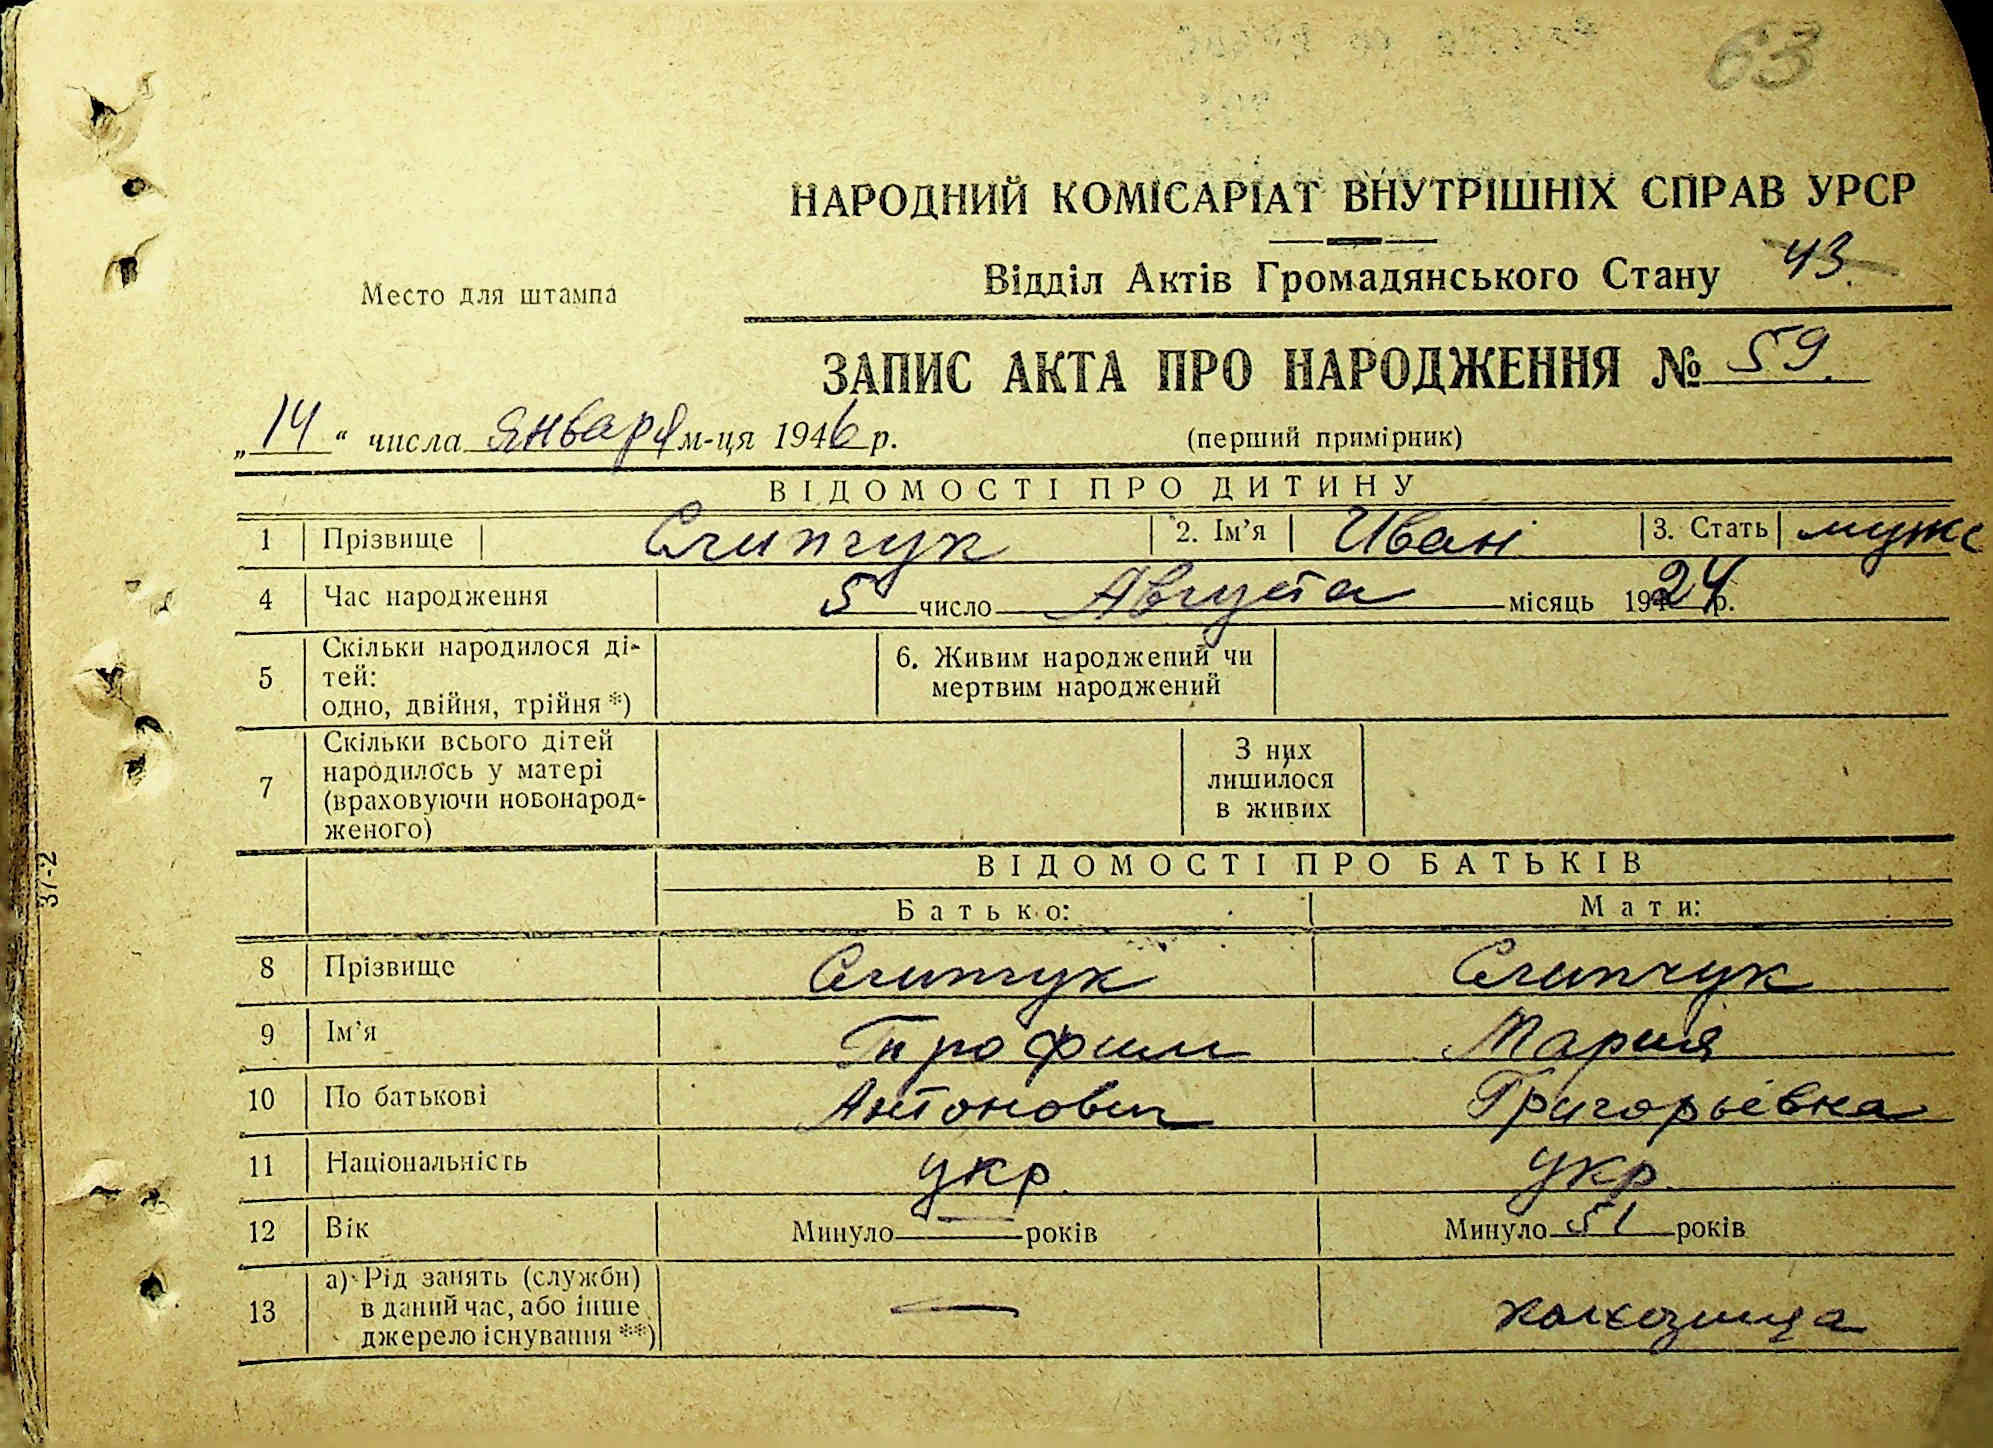 63
НАРОДНИЙ КОМІСАРІАТ ВНУТРІШНІХ СПРАВ УРСР
Відділ Актів Громадянського Стану 43.
Место для штампа
ЗАПИС АКТА ПРО НАРОДЖЕННЯ № 59.
„14“ числа января м-ця 1946 р. (перший примірник)
ВІДОМОСТІ ПРО ДИТИНУ
1 Прізвище Слипчук 2. Ім'я Иван 3. Стать муж
4 Час народження 5 число Августа місяць 1924 р.
5 Скільки народилося ді-
тей:
одно, двійня, трійня *)
6. Живим народжений чи
мертвим народжений
7 Скільки всього дітей
народилось у матері
(враховуючи новонарод-
женого)
З них
лишилося
в живих
ВІДОМОСТІ ПРО БАТЬКІВ
Батько: Мати:
8 Прізвище Слипчук Слипчук
9 Ім'я Трофим Мария
10 По батькові Антонович Григорьевна
11 Національність укр. укр.
12 Вік Минуло — років Минуло 51 років
13 а) Рід занять (служби)
в даний час, або інше
джерело існування **)
— колхозница
37-2